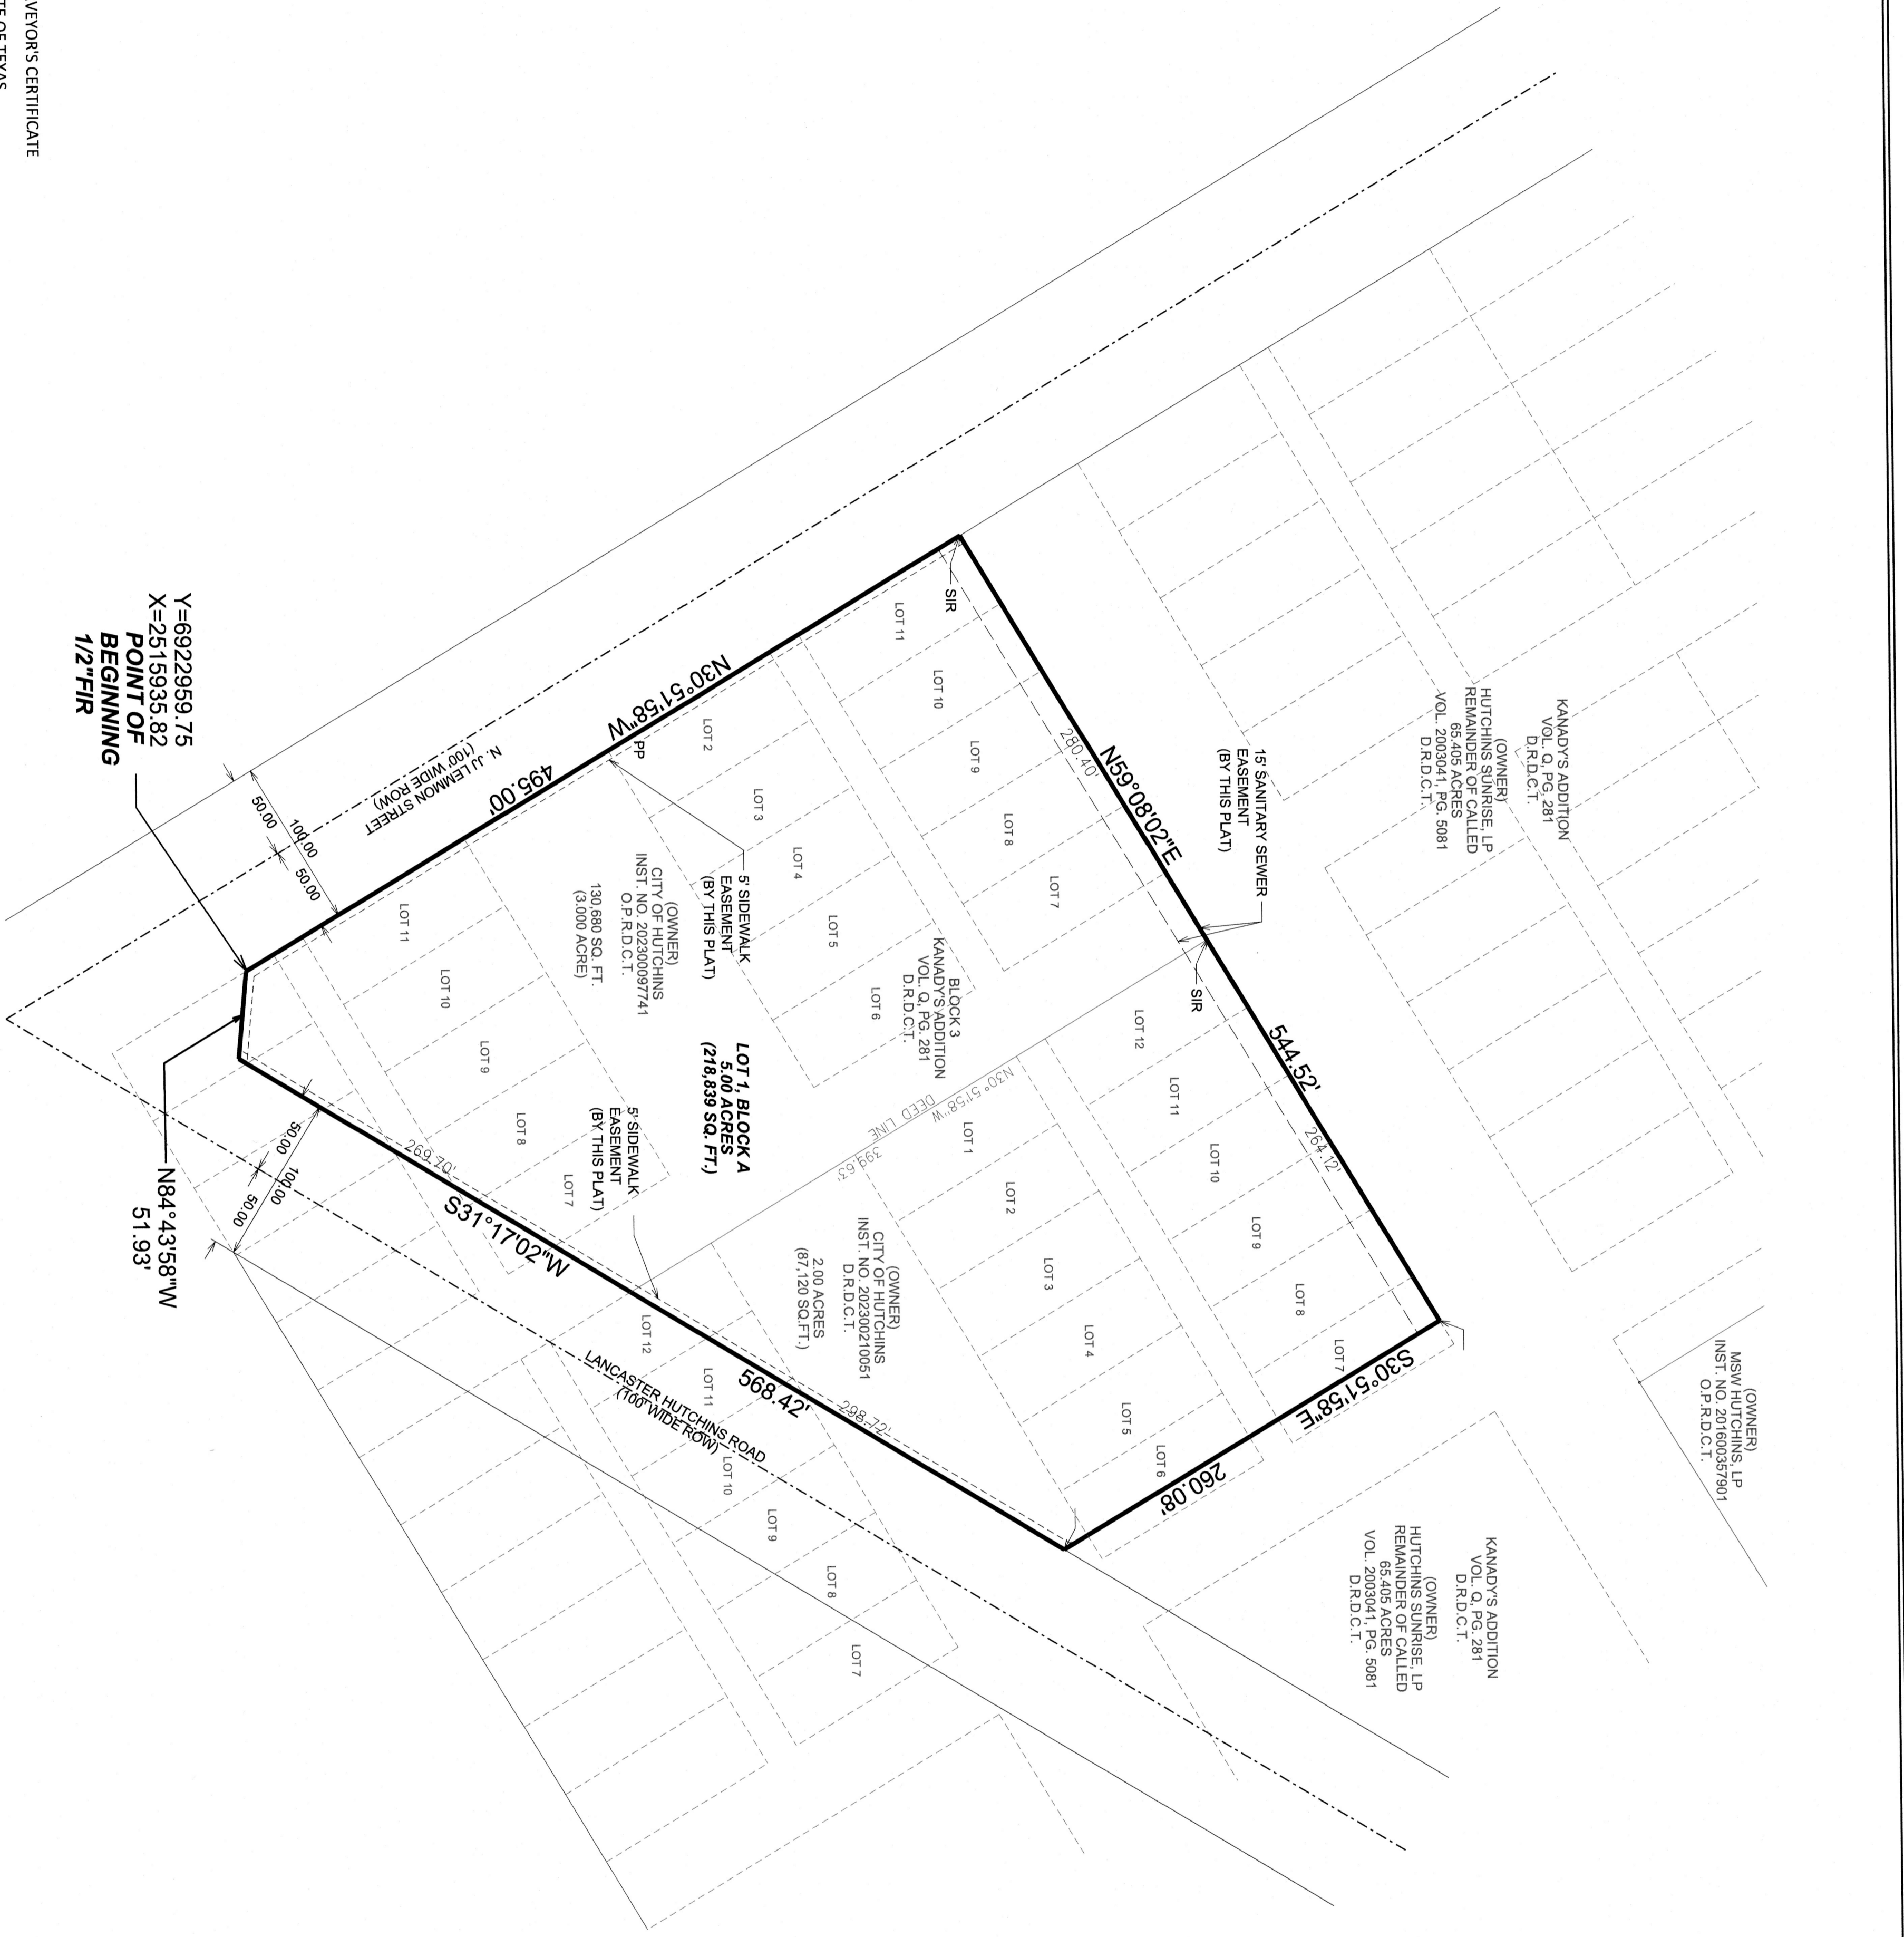 VEYOR'S CERTIFICATE
TE OF TEXAS
KANADY'S ADDITION
VOL. Q, PG. 281
D.R.D.C.T.
(OWNER)
HUTCHINS SUNRISE, LP
REMAINDER OF CALLED
65.405 ACRES
VOL. 2003041, PG. 5081
D.R.D.C.T.
(OWNER)
MSW HUTCHINS, LP
INST. NO. 201600357901
O.P.R.D.C.T.
KANADY'S ADDITION
VOL. Q, PG. 281
D.R.D.C.T.
(OWNER)
HUTCHINS SUNRISE, LP
REMAINDER OF CALLED
65.405 ACRES
VOL. 2003041, PG. 5081
D.R.D.C.T.
15' SANITARY SEWER
EASEMENT
(BY THIS PLAT)
SIR
SIR
N59°08'02"E
544.52'
280.40'
264.12'
S30°51'58"E
260.08'
LOT 11
LOT 10
LOT 9
LOT 8
LOT 7
LOT 12
LOT 11
LOT 10
LOT 9
LOT 8
LOT 7
LOT 2
LOT 3
LOT 4
LOT 5
LOT 6
LOT 1
LOT 2
LOT 3
LOT 4
LOT 5
LOT 6
BLOCK 3
KANADY'S ADDITION
VOL. Q, PG. 281
D.R.D.C.T.
N30°51'58"W
DEED LINE
399.63'
N30°51'58"W
495.00'
PP
5' SIDEWALK
EASEMENT
(BY THIS PLAT)
(OWNER)
CITY OF HUTCHINS
INST. NO. 202300097741
O.P.R.D.C.T.
130,680 SQ. FT.
(3.000 ACRE)
LOT 1, BLOCK A
5.00 ACRES
(218,839 SQ. FT.)
(OWNER)
CITY OF HUTCHINS
INST. NO. 202300210051
D.R.D.C.T.
2.00 ACRES
(87,120 SQ.FT.)
5' SIDEWALK
EASEMENT
(BY THIS PLAT)
LOT 11
LOT 10
LOT 9
LOT 8
LOT 7
LOT 12
LOT 11
LOT 10
LOT 9
LOT 8
LOT 7
N. JJ LEMMON STREET
(100' WIDE ROW)
50.00
100.00
50.00
269.70'
S31°17'02"W
568.42'
298.72'
LANCASTER HUTCHINS ROAD
(100' WIDE ROW)
50.00
100.00
50.00
Y=6922959.75
X=2515935.82
POINT OF
BEGINNING
1/2"FIR
N84°43'58"W
51.93'